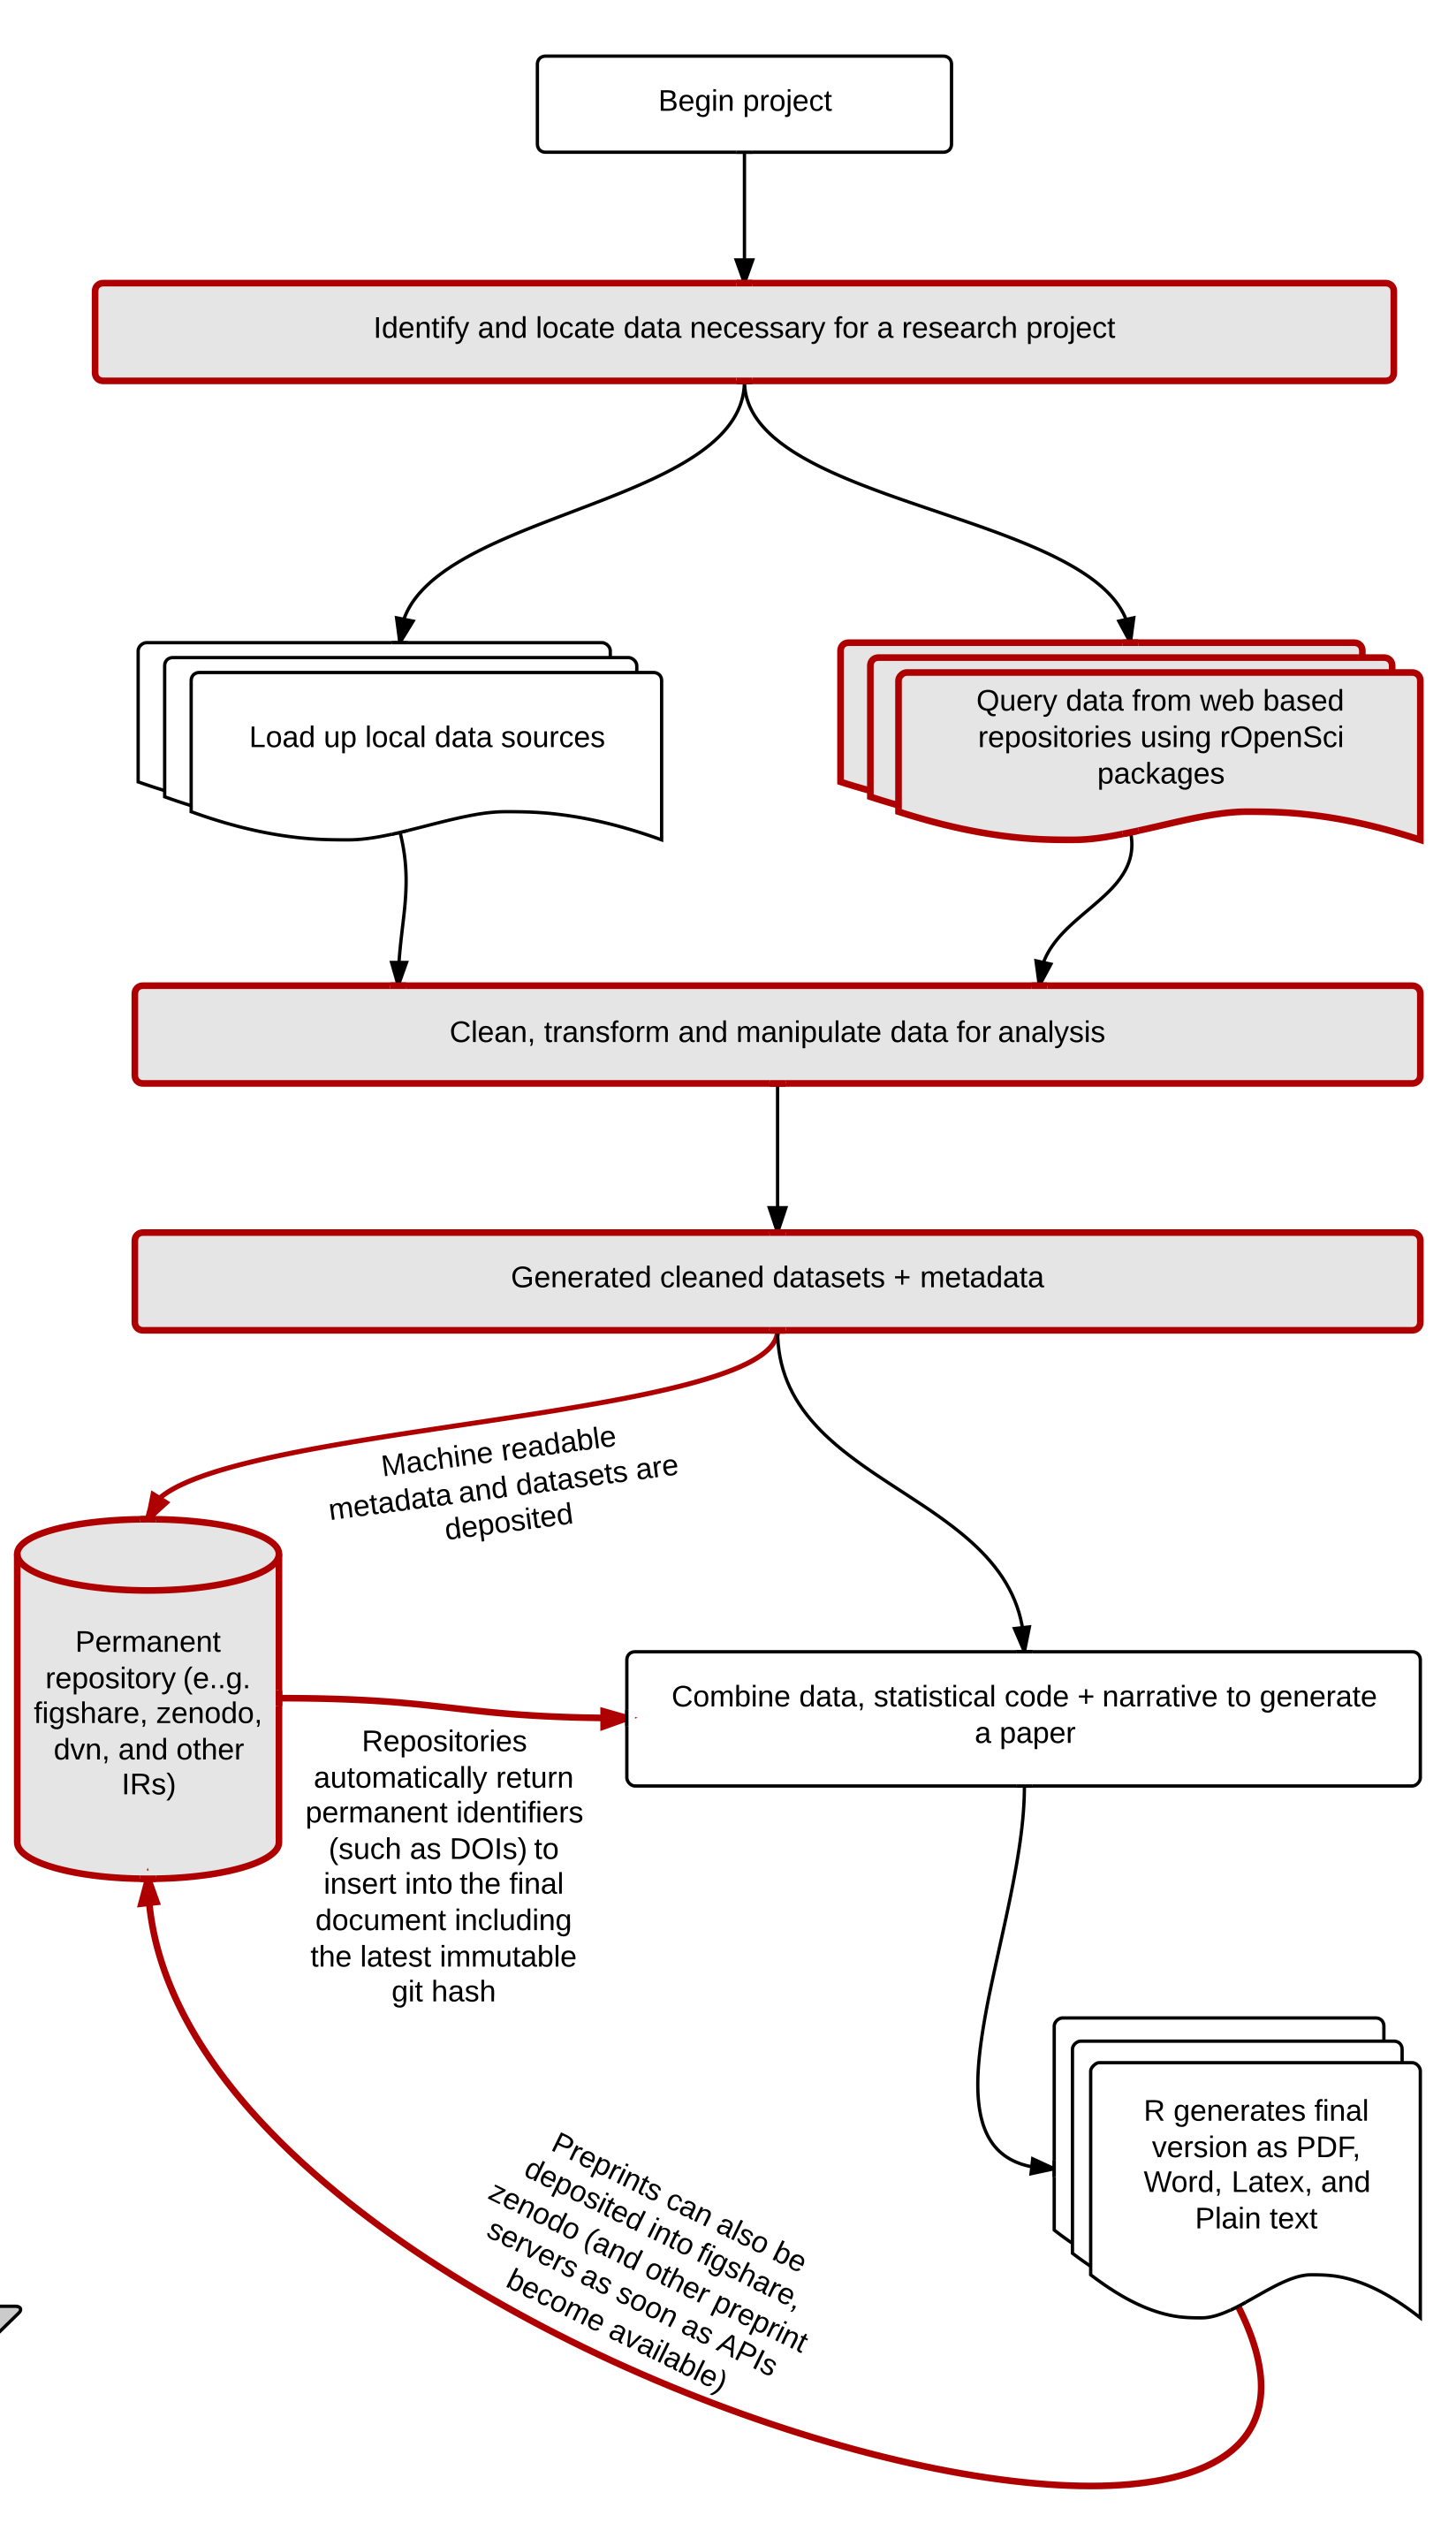 Begin project
Identify and locate data necessary for a research project
Load up local data sources
Query data from web based
repositories using rOpenSci
packages
Clean, transform and manipulate data for analysis
Generated cleaned datasets + metadata
Machine readable
metadata and datasets are
deposited
Permanent
repository (e..g.
figshare, zenodo,
dvn, and other
IRs)
Combine data, statistical code + narrative to generate
a paper
Repositories
automatically return
permanent identifiers
(such as DOIs) to
insert into the final
document including
the latest immutable
git hash
R generates final
version as PDF,
Word, Latex, and
Plain text
Preprints can also be
deposited into figshare,
zenodo (and other preprint
servers as soon as APIs
become available)